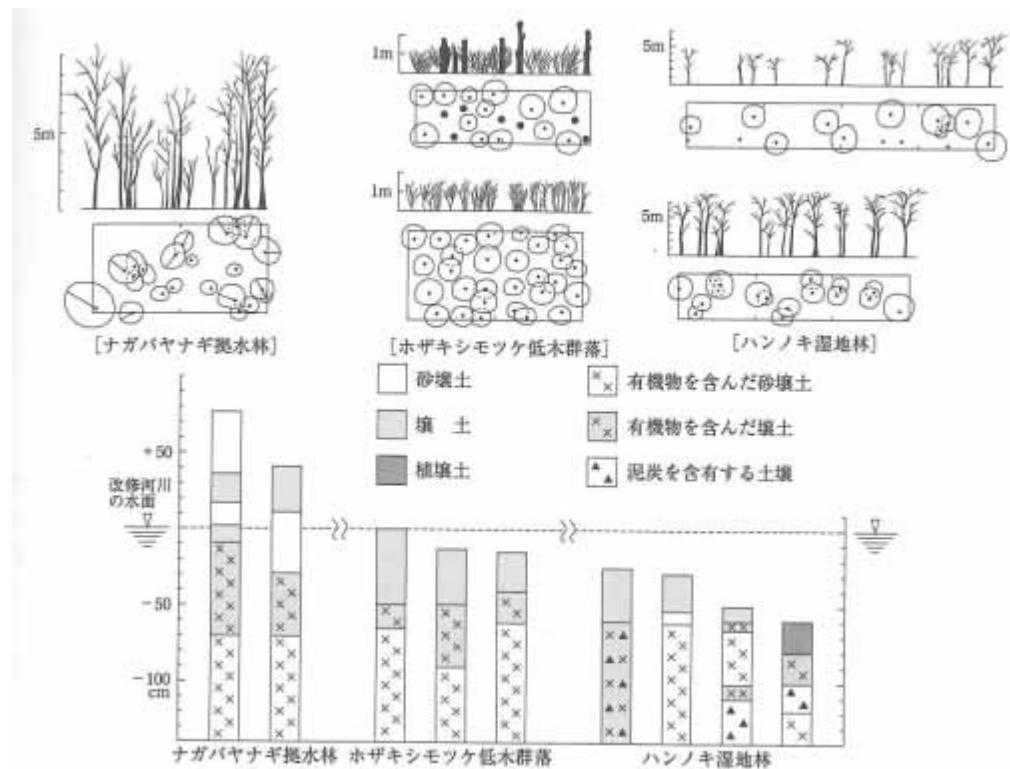 5m
1m
1m
5m
5m
[ナガバヤナギ拠水林]
[ホザキシモツケ低木群落]
[ハンノキ湿地林]
砂壌土
壌 土
植壌土
有機物を含んだ砂壌土
有機物を含んだ壌土
泥炭を含有する土壌
+50
改修河川
の水面
-50
-100
cm
ナガバヤナギ拠水林
ホザキシモツケ低木群落
ハンノキ湿地林